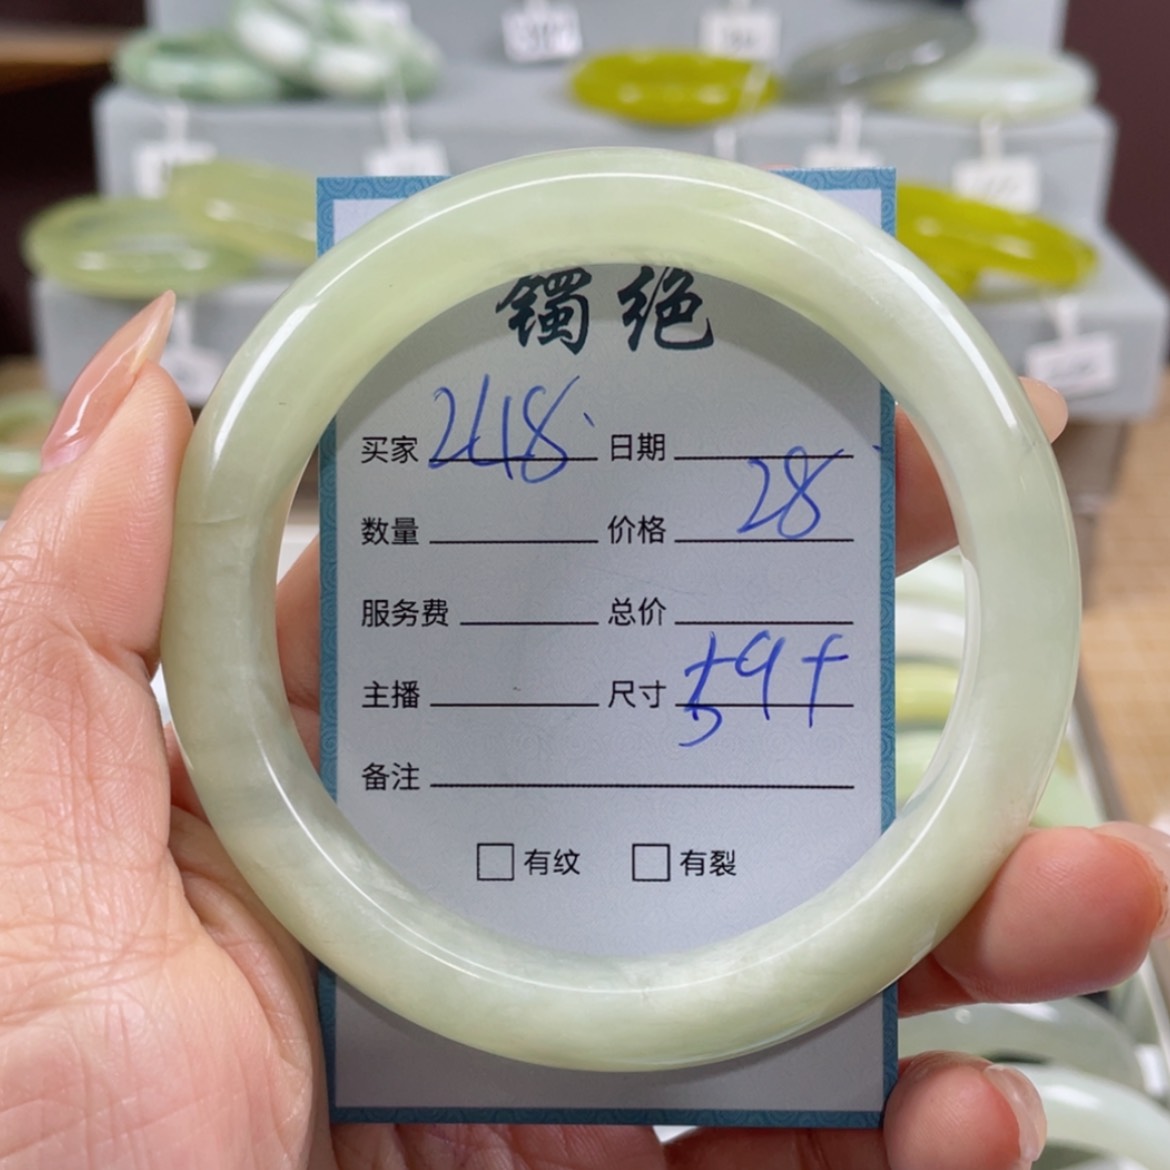 镯绝
买家 2418 日期
数量 价格 28
服务费 总价
主播 尺寸 59+
备注
有纹 有裂